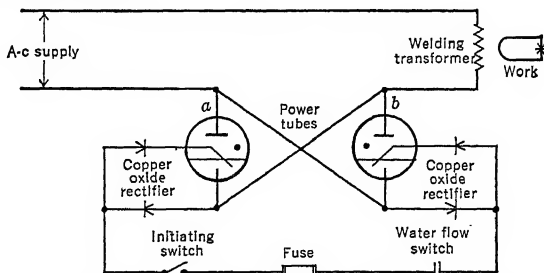 A-c supply
Welding
transformer
Work
a
b
Power
tubes
Copper
oxide
rectifier
Copper
oxide
rectifier
Initiating
switch
Fuse
Water flow
switch